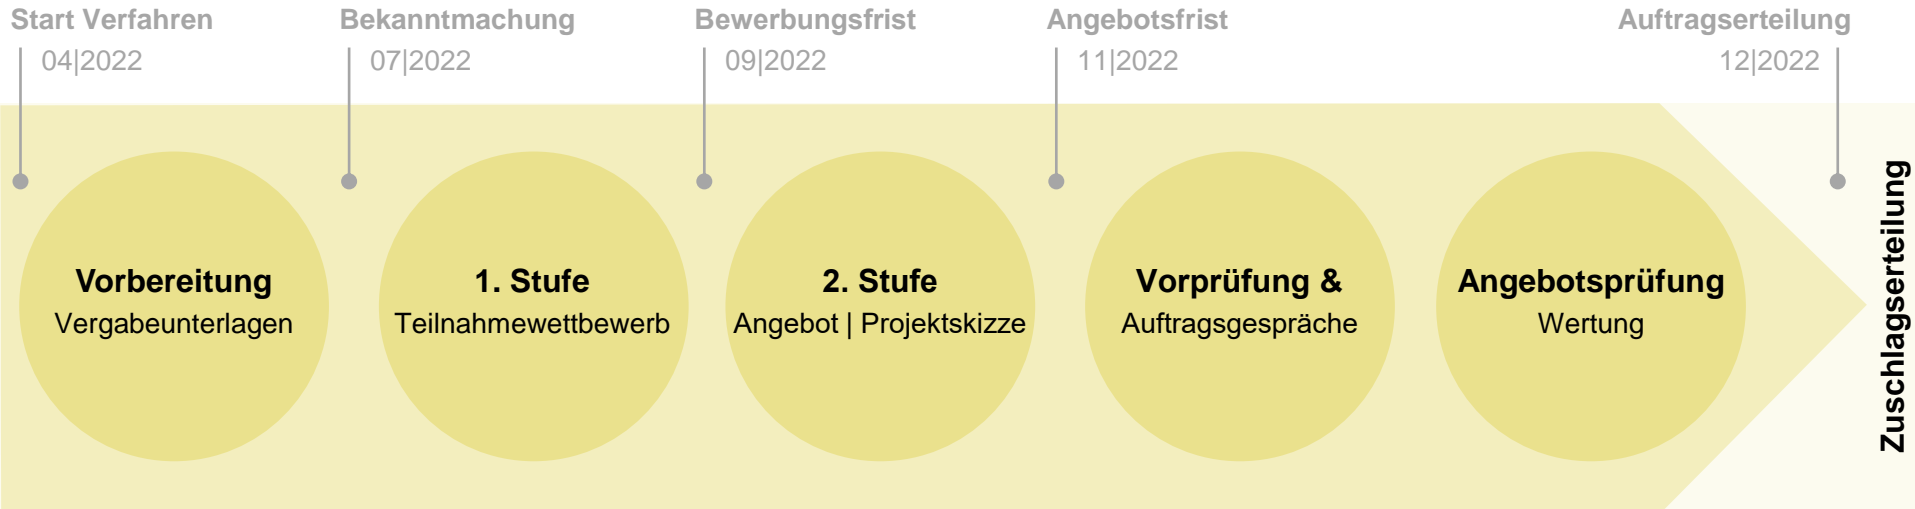 Start Verfahren
04|2022
Bekanntmachung
07|2022
Bewerbungsfrist
09|2022
Angebotsfrist
11|2022
Auftragserteilung
12|2022
Vorbereitung
Vergabeunterlagen
1. Stufe
Teilnahmewettbewerb
2. Stufe
Angebot | Projektskizze
Vorprüfung &
Auftragsgespräche
Angebotsprüfung
Wertung
Zuschlagserteilung